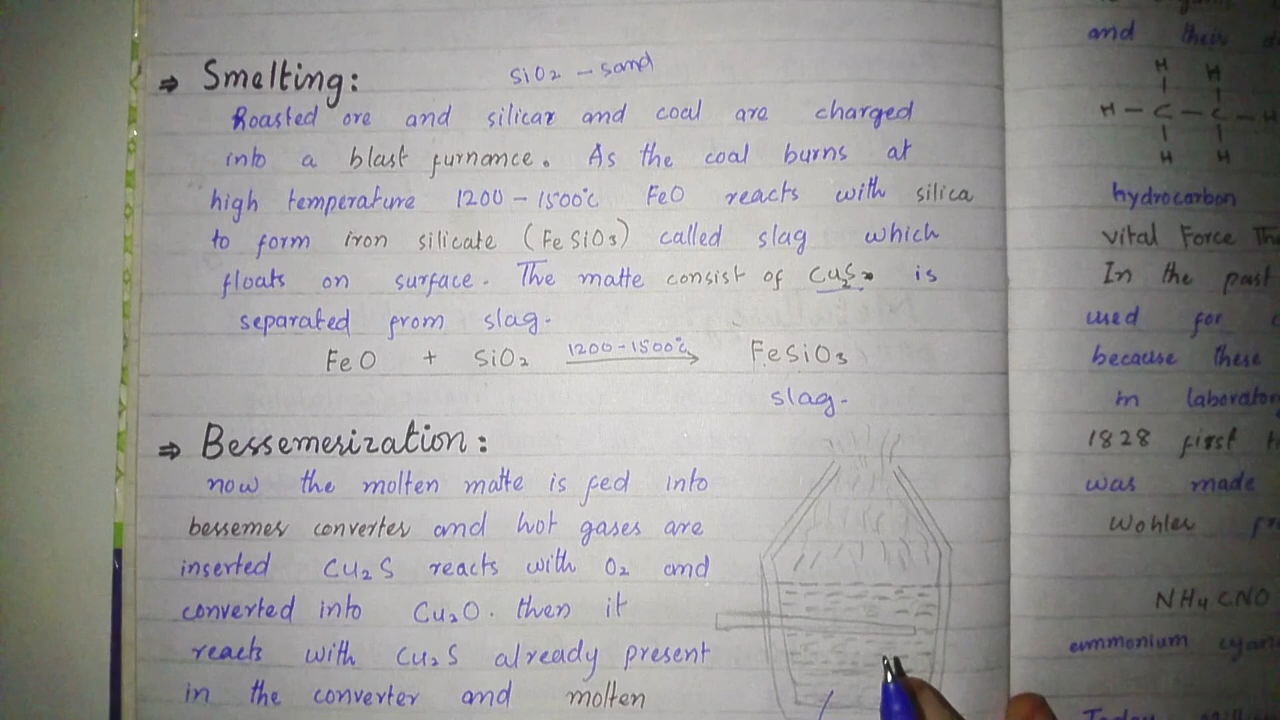 ⇒ Smelting: SiO2 - sand
Roasted ore and silicar and coal are charged
into a blast furnance. As the coal burns at
high temperature 1200 - 1500°C FeO reacts with silica
to form iron silicate (FeSiO3) called slag which
floats on surface. The matte consist of Cu2S is
separated from slag.
FeO + SiO2 1200-1500°C → FeSiO3
slag.
⇒ Bessemerization:
now the molten matte is fed into
bessemer converter and hot gases are
inserted Cu2S reacts with O2 and
converted into Cu2O. then it
reacts with Cu2S already present
in the converter and molten
and their
H H
H - C - C - H
H H
hydrocarbon
vital Force
In the past
used for
because these
in
1828 first
was made
Wohler
NH4CNO
ammonium
Today